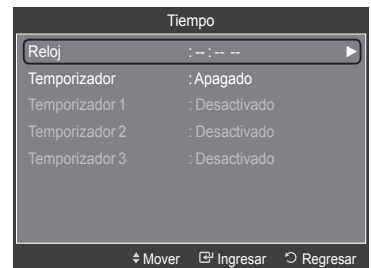 Tiempo
Reloj : -- : -- -- ►
Temporizador : Apagado
Temporizador 1 : Desactivado
Temporizador 2 : Desactivado
Temporizador 3 : Desactivado
Mover Ingresar Regresar